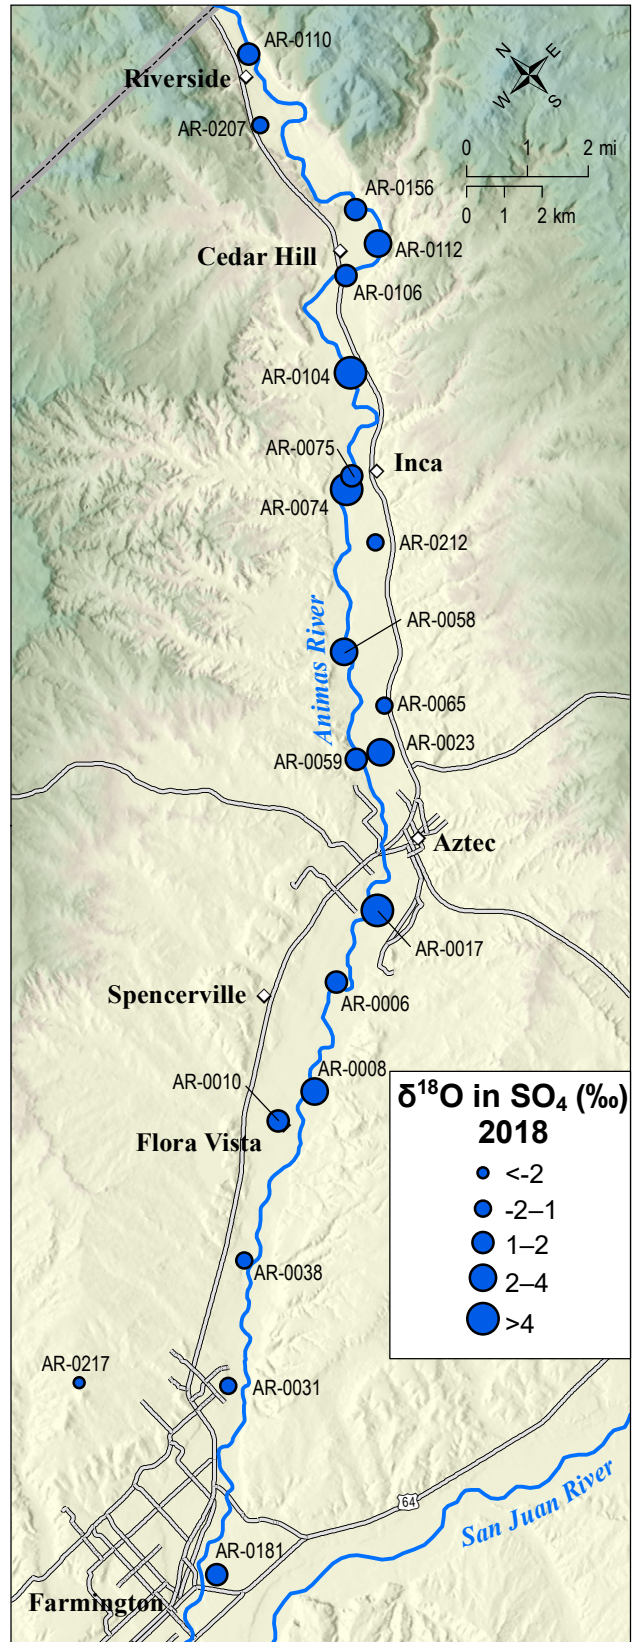 AR-0110
Riverside
N
E
W
S
AR-0207
0
1
2 mi
0
1
2 km
AR-0156
Cedar Hill
AR-0112
AR-0106
AR-0104
AR-0075
Inca
AR-0074
AR-0212
AR-0058
Animas River
AR-0065
AR-0023
AR-0059
Aztec
AR-0017
Spencerville
AR-0006
AR-0008
AR-0010
Flora Vista
δ¹⁸O in SO₄ (‰)
2018
<-2
-2–1
1–2
2–4
>4
AR-0038
AR-0217
AR-0031
64
San Juan River
AR-0181
Farmington